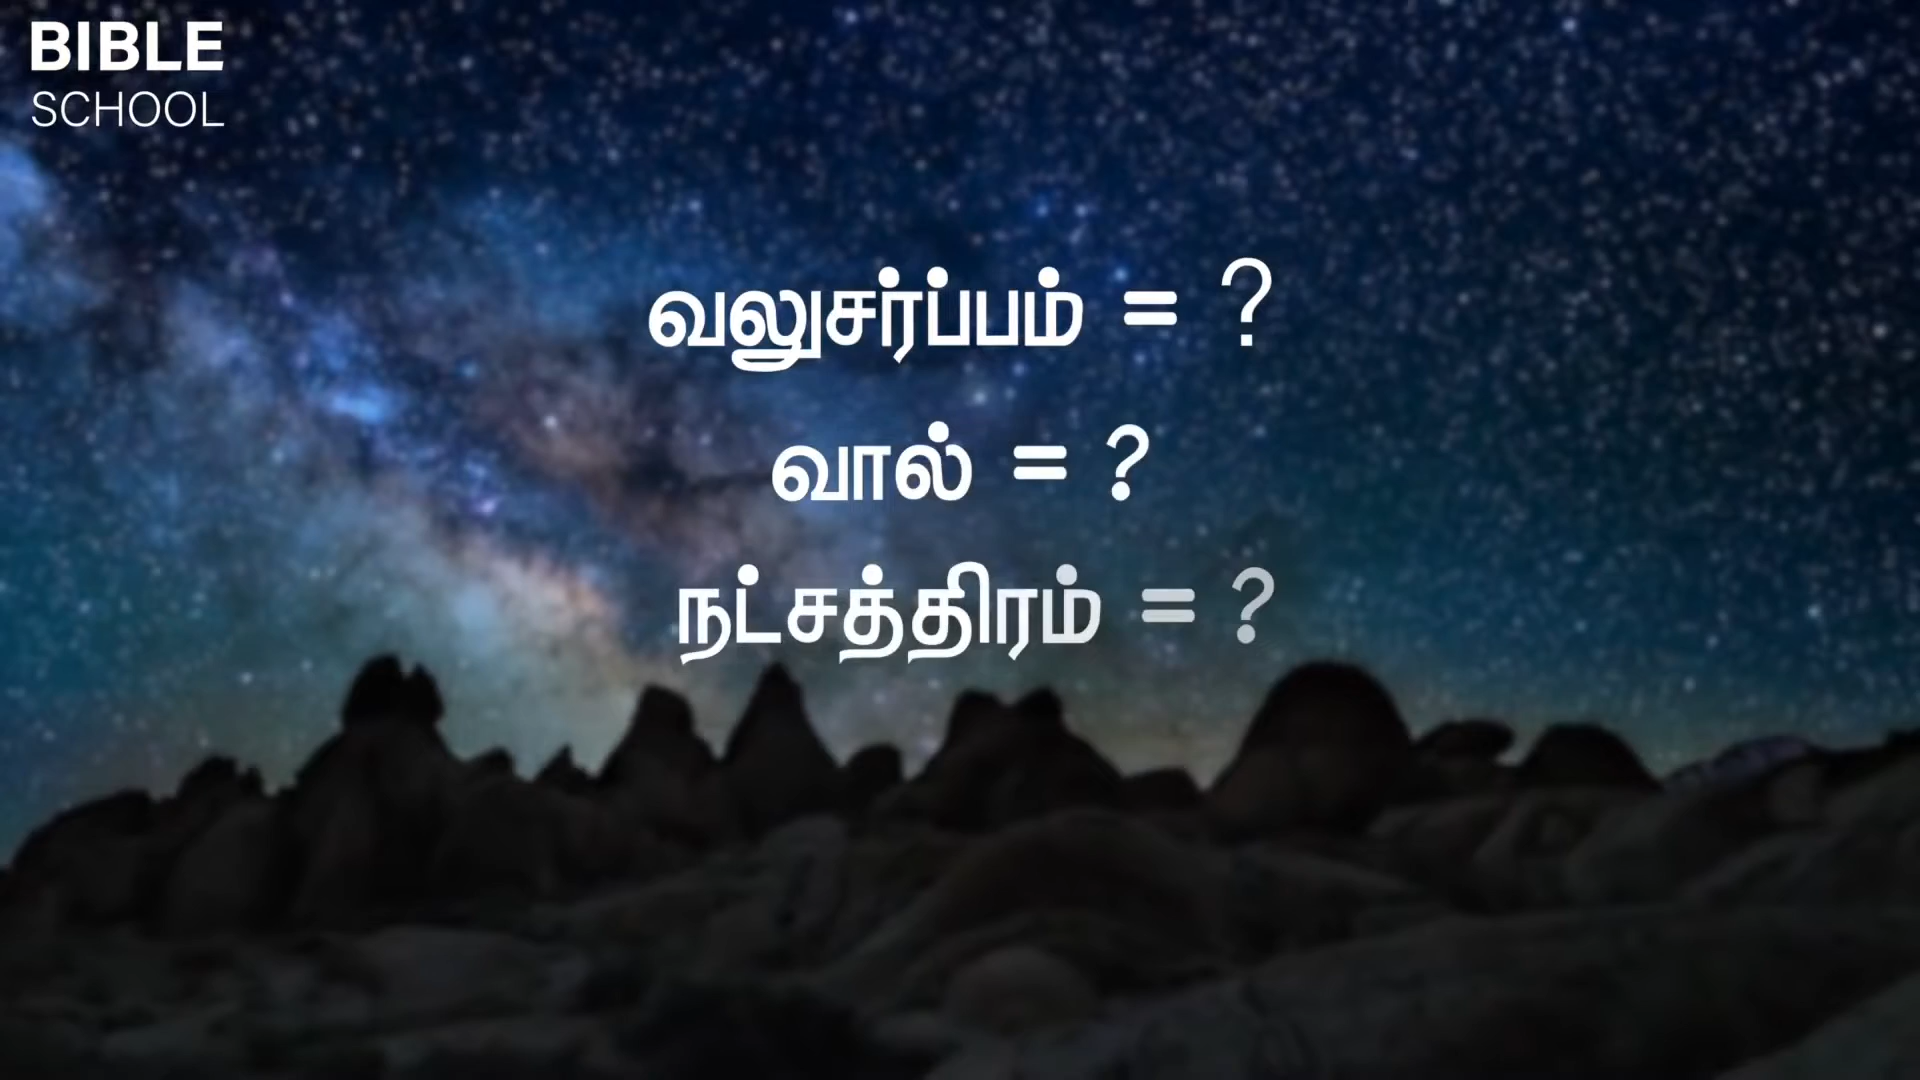 BIBLE
SCHOOL
வலுசர்ப்பம் = ?
வால் = ?
நட்சத்திரம் = ?